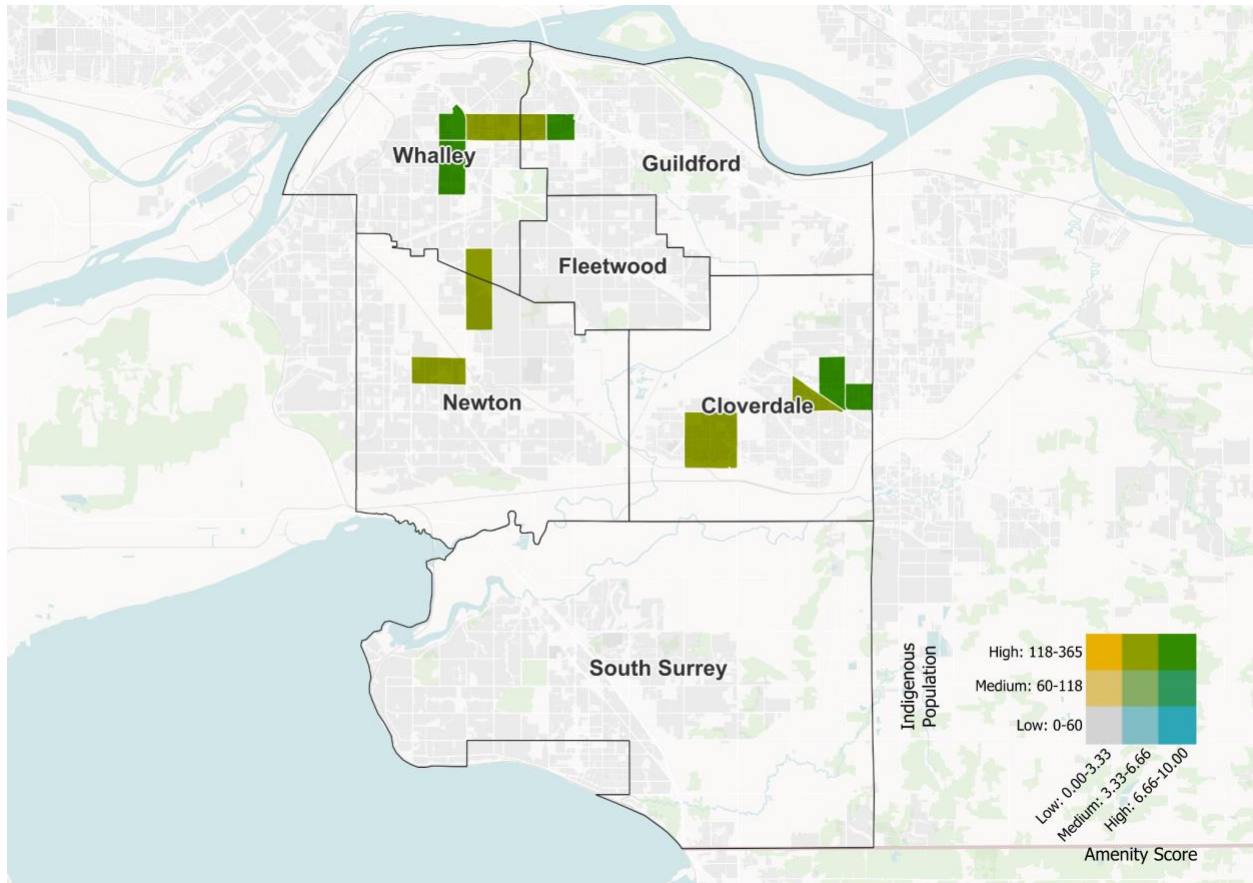 Whalley
Guildford
Fleetwood
Newton
Cloverdale
South Surrey
Indigenous
Population
High: 118-365
Medium: 60-118
Low: 0-60
Low: 0.00-3.33
Medium: 3.33-6.66
High: 6.66-10.00
Amenity Score